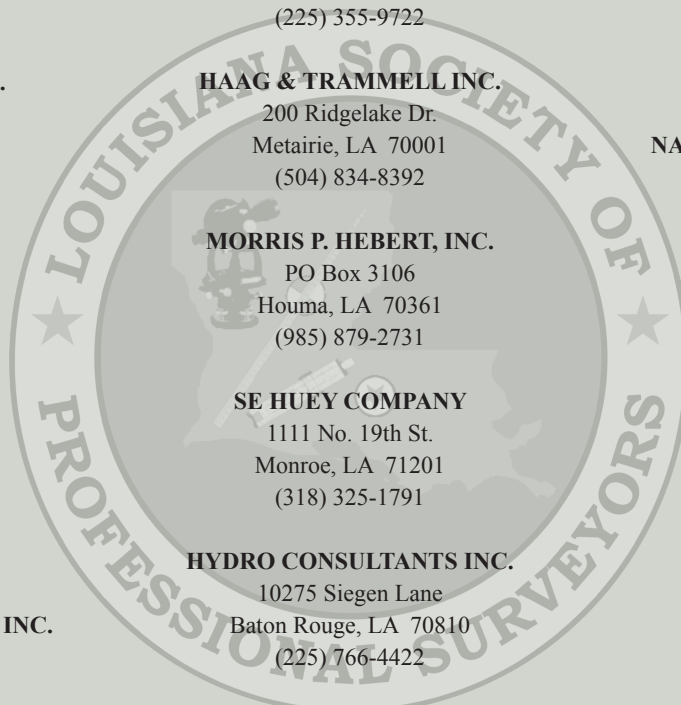 (225) 355-9722
.
HAAG & TRAMMELL INC.
200 Ridgelake Dr.
Metairie, LA 70001
NA
(504) 834-8392
MORRIS P. HEBERT, INC.
PO Box 3106
Houma, LA 70361
(985) 879-2731
SE HUEY COMPANY
1111 No. 19th St.
Monroe, LA 71201
(318) 325-1791
HYDRO CONSULTANTS INC.
10275 Siegen Lane
INC.
Baton Rouge, LA 70810
(225) 766-4422
LOUISIANA SOCIETY OF
PROFESSIONAL SURVEYORS